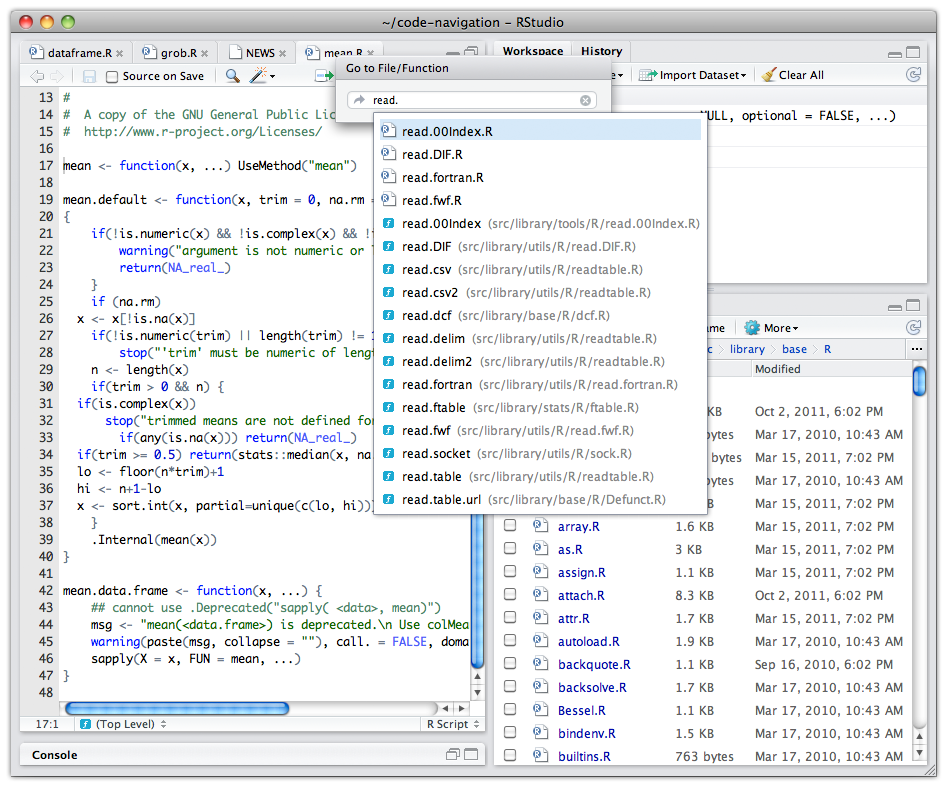 ~/code-navigation - RStudio
dataframe.R
grob.R
NEWS
mean.R
Source on Save
13 #
14 # A copy of the GNU General Public Lic
15 # http://www.r-project.org/Licenses/
16
17 mean <- function(x, ...) UseMethod("mean")
18
19 mean.default <- function(x, trim = 0, na.rm =
20 {
21 if(!is.numeric(x) && !is.complex(x) && !
22 warning("argument is not numeric or
23 return(NA_real_)
24 }
25 if (na.rm)
26 x <- x[!is.na(x)]
27 if(!is.numeric(trim) || length(trim) !=
28 stop("'trim' must be numeric of leng
29 n <- length(x)
30 if(trim > 0 && n) {
31 if(is.complex(x))
32 stop("trimmed means are not defined fo
33 if(any(is.na(x))) return(NA_real_)
34 if(trim >= 0.5) return(stats::median(x, na
35 lo <- floor(n*trim)+1
36 hi <- n+1-lo
37 x <- sort.int(x, partial=unique(c(lo, hi))
38 }
39 .Internal(mean(x))
40 }
41
42 mean.data.frame <- function(x, ...) {
43 ## cannot use .Deprecated("sapply( <data>, mean)")
44 msg <- "mean(<data.frame>) is deprecated.\n Use colMea
45 warning(paste(msg, collapse = ""), call. = FALSE, doma
46 sapply(X = x, FUN = mean, ...)
47 }
48
17:1 (Top Level) R Script
Console
Go to File/Function
read.
read.00Index.R
read.DIF.R
read.fortran.R
read.fwf.R
read.00Index (src/library/tools/R/read.00Index.R)
read.DIF (src/library/utils/R/read.DIF.R)
read.csv (src/library/utils/R/readtable.R)
read.csv2 (src/library/utils/R/readtable.R)
read.dcf (src/library/base/R/dcf.R)
read.delim (src/library/utils/R/readtable.R)
read.delim2 (src/library/utils/R/readtable.R)
read.fortran (src/library/utils/R/read.fortran.R)
read.ftable (src/library/stats/R/ftable.R)
read.fwf (src/library/utils/R/read.fwf.R)
read.socket (src/library/utils/R/sock.R)
read.table (src/library/utils/R/readtable.R)
read.table.url (src/library/base/R/Defunct.R)
Workspace History
Import Dataset Clear All
NULL, optional = FALSE, ...)
ame More
c library base R ...
Modified
KB Oct 2, 2011, 6:02 PM
bytes Mar 17, 2010, 10:43 AM
bytes Mar 15, 2011, 7:02 PM
KB Mar 17, 2010, 10:43 AM
KB Mar 15, 2011, 7:02 PM
array.R 1.6 KB Mar 15, 2011, 7:02 PM
as.R 3 KB Mar 15, 2011, 7:02 PM
assign.R 1.1 KB Mar 15, 2011, 7:02 PM
attach.R 8.3 KB Oct 2, 2011, 6:02 PM
attr.R 1.7 KB Mar 15, 2011, 7:02 PM
autoload.R 1.9 KB Mar 17, 2010, 10:43 AM
backquote.R 1.1 KB Sep 16, 2010, 6:02 PM
backsolve.R 1.7 KB Mar 17, 2010, 10:43 AM
Bessel.R 1.1 KB Mar 17, 2010, 10:43 AM
bindenv.R 1.7 KB Mar 17, 2010, 10:43 AM
builtins.R 763 bytes Mar 17, 2010, 10:43 AM